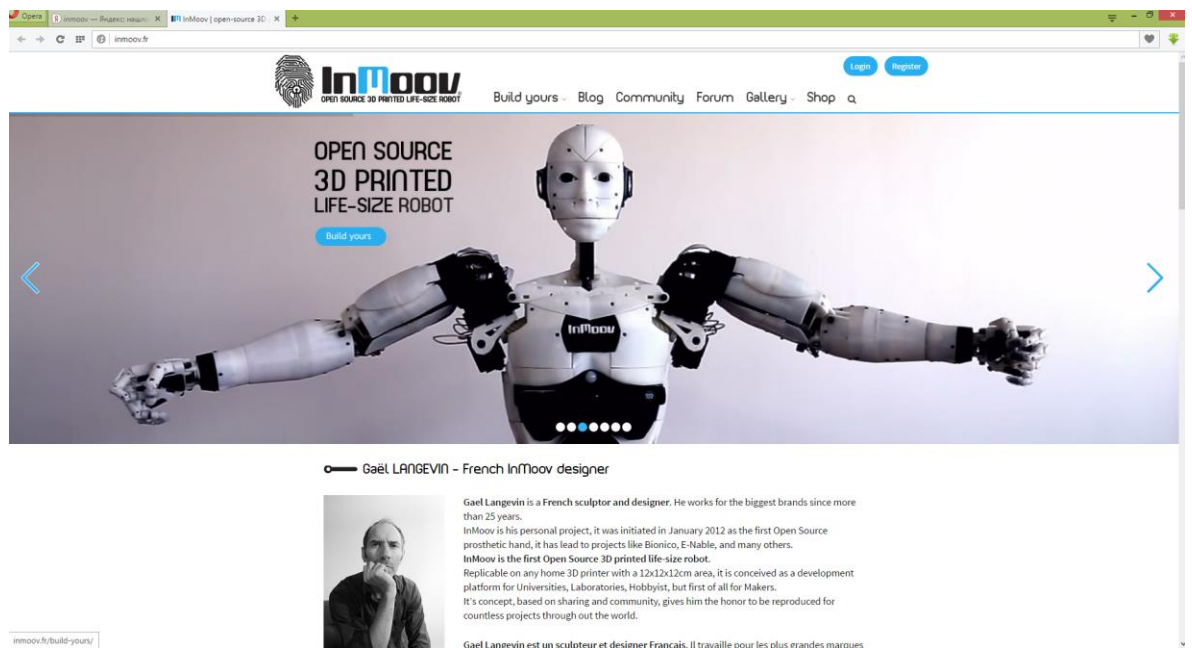 Opera
inmoov — Яндекс: нашло
InMoov | open-source 3D
inmoov.fr
Login
Register
InMoov
OPEN SOURCE 3D PRINTED LIFE-SIZE ROBOT
Build yours
Blog
Community
Forum
Gallery
Shop
OPEN SOURCE
3D PRINTED
LIFE-SIZE ROBOT
Build yours
InMoov
Gaël LANGEVIN - French InMoov designer
Gael Langevin is a French sculptor and designer. He works for the biggest brands since more
than 25 years.
InMoov is his personal project, it was initiated in January 2012 as the first Open Source
prosthetic hand, it has lead to projects like Bionico, E-Nable, and many others.
InMoov is the first Open Source 3D printed life-size robot.
Replicable on any home 3D printer with a 12x12x12cm area, it is conceived as a development
platform for Universities, Laboratories, Hobbyist, but first of all for Makers.
It's concept, based on sharing and community, gives him the honor to be reproduced for
countless projects through out the world.
Gael Langevin est un sculpteur et designer Français. Il travaille pour les plus grandes marques
inmoov.fr/build-yours/